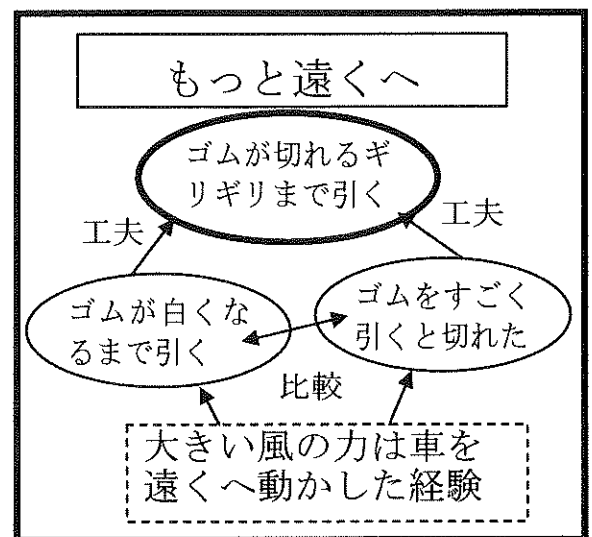 もっと遠くへ
ゴムが切れるギ
リギリまで引く
工夫
工夫
ゴムが白くな
るまで引く
ゴムをすごく
引くと切れた
比較
大きい風の力は車を
遠くへ動かした経験